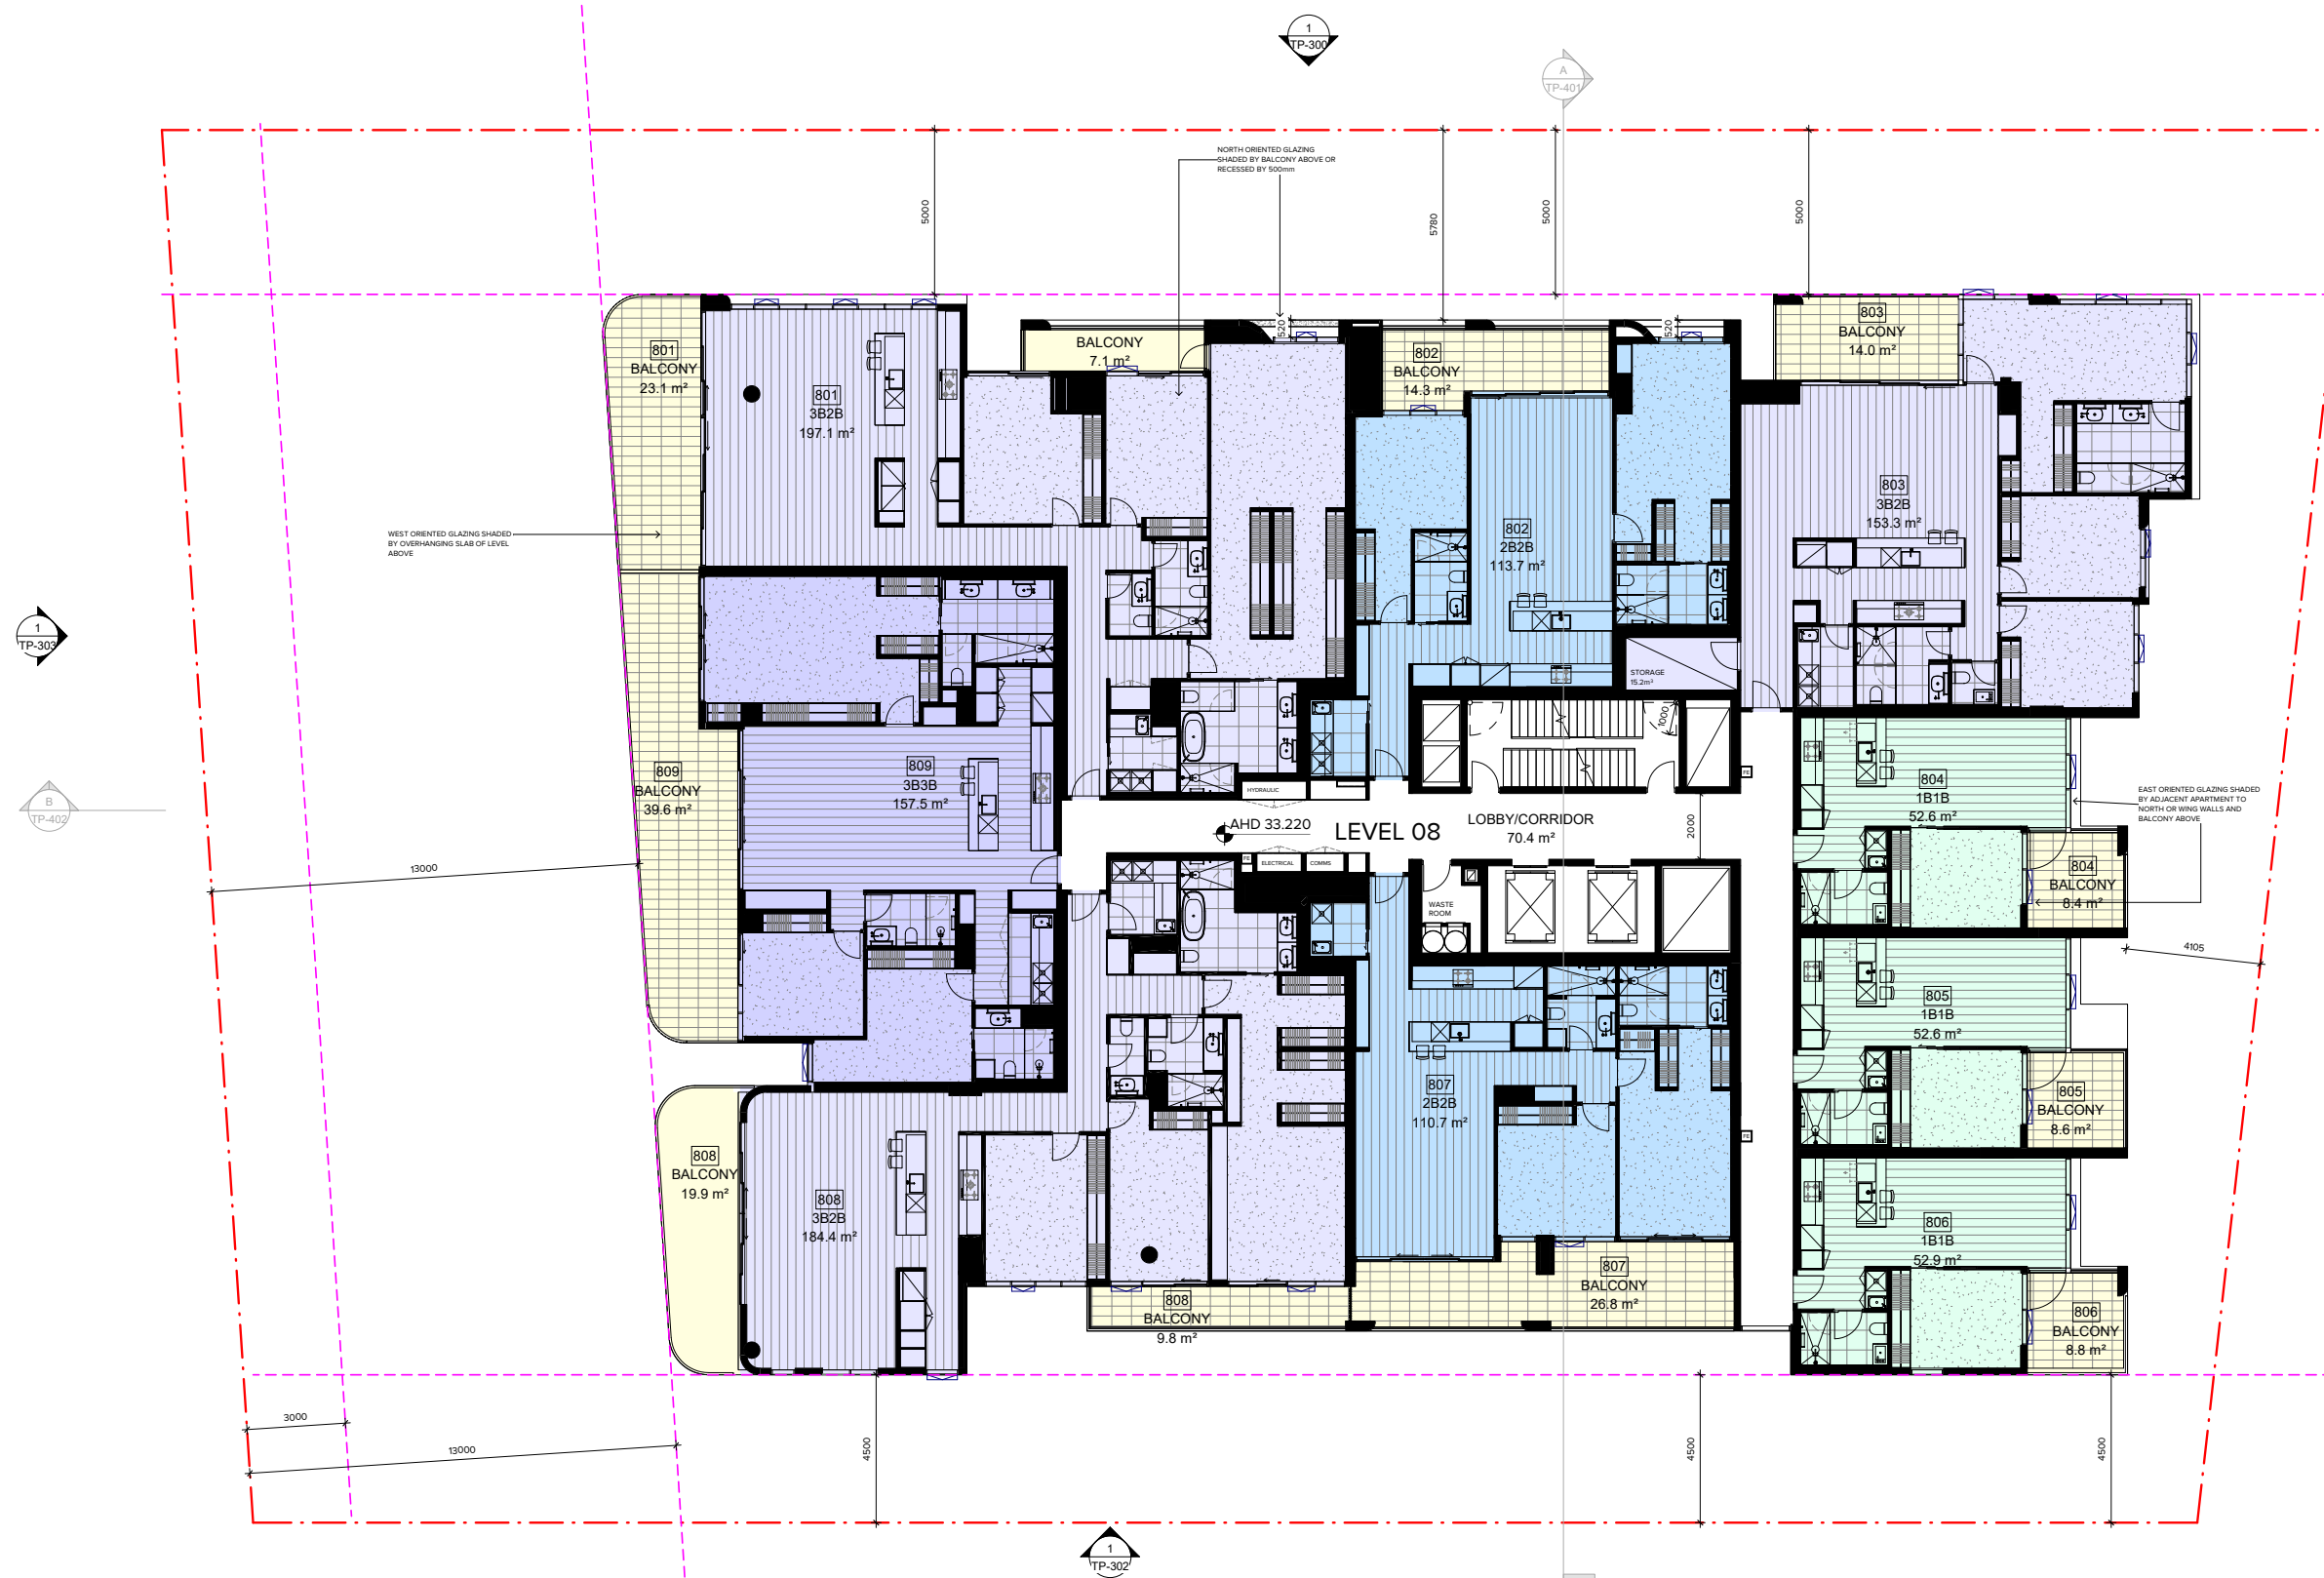 1
TP-300
A
TP-401
NORTH ORIENTED GLAZING
SHADED BY BALCONY ABOVE OR
RECESSED BY 500mm
5000
5780
5000
5000
520
520
801
BALCONY
23.1 m²
801
3B2B
197.1 m²
BALCONY
7.1 m²
802
BALCONY
14.3 m²
802
2B2B
113.7 m²
803
BALCONY
14.0 m²
803
3B2B
153.3 m²
WEST ORIENTED GLAZING SHADED
BY OVERHANGING SLAB OF LEVEL
ABOVE
1
TP-303
STORAGE
15.2m³
1000
B
TP-402
809
BALCONY
39.6 m²
809
3B3B
157.5 m²
HYDRAULIC
AHD 33.220
LEVEL 08
LOBBY/CORRIDOR
70.4 m²
2000
FE
FE
ELECTRICAL
COMMS
WASTE
ROOM
804
1B1B
52.6 m²
804
BALCONY
8.4 m²
EAST ORIENTED GLAZING SHADED
BY ADJACENT APARTMENT TO
NORTH OR WING WALLS AND
BALCONY ABOVE
13000
4105
805
1B1B
52.6 m²
805
BALCONY
8.6 m²
FE
807
2B2B
110.7 m²
808
BALCONY
19.9 m²
808
3B2B
184.4 m²
806
1B1B
52.9 m²
806
BALCONY
8.8 m²
807
BALCONY
26.8 m²
808
BALCONY
9.8 m²
3000
13000
4500
4500
4500
1
TP-302